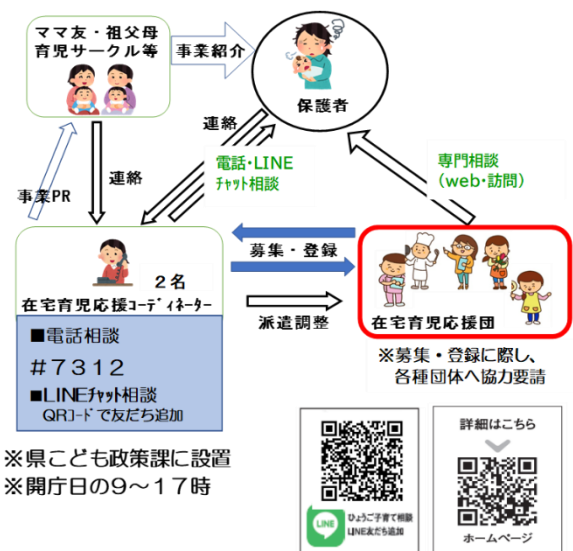 ママ友・祖父母
育児サークル等
事業紹介
保護者
連絡
電話・LINE
チャット相談
専門相談
(web・訪問)
連絡
事業PR
2名
在宅育児応援コーディネーター
■電話相談
#7312
■LINEチャット相談
QRコードで友だち追加
募集・登録
派遣調整
在宅育児応援団
※募集・登録に際し、
各種団体へ協力要請
※県こども政策課に設置
※開庁日の9~17時
LINE
ひょうご子育て相談
LINE友だち追加
詳細はこちら
ホームページ